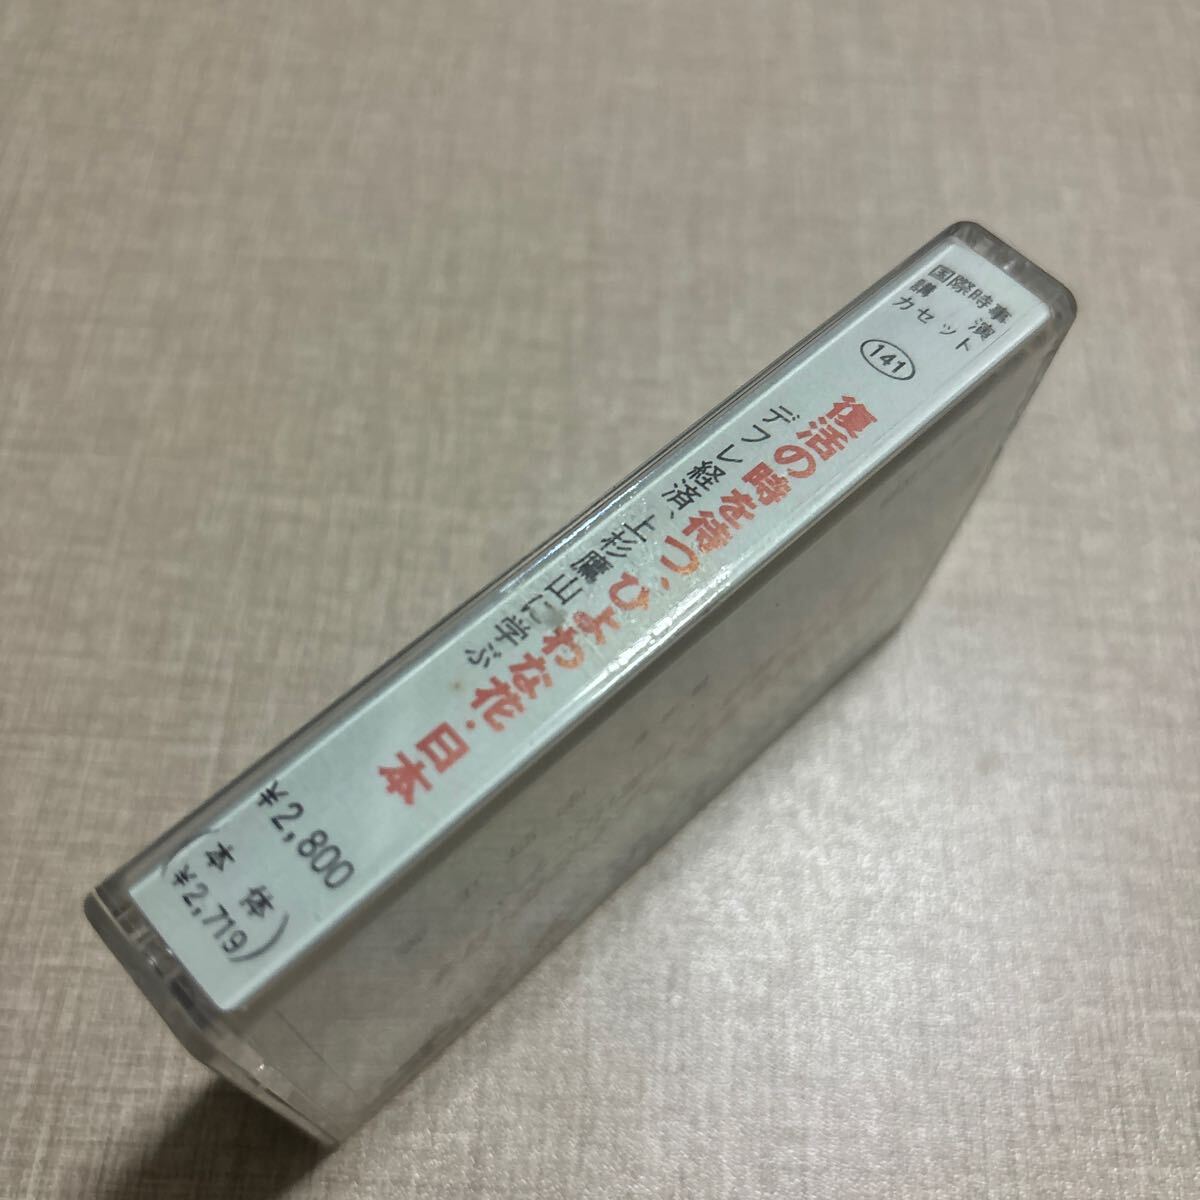 国際時事
講演
カセット
141
復活の時を待つ、ひよわな花・日本
デフレ経済、上杉鷹山に学ぶ
¥2,800
(本体
¥2,719)